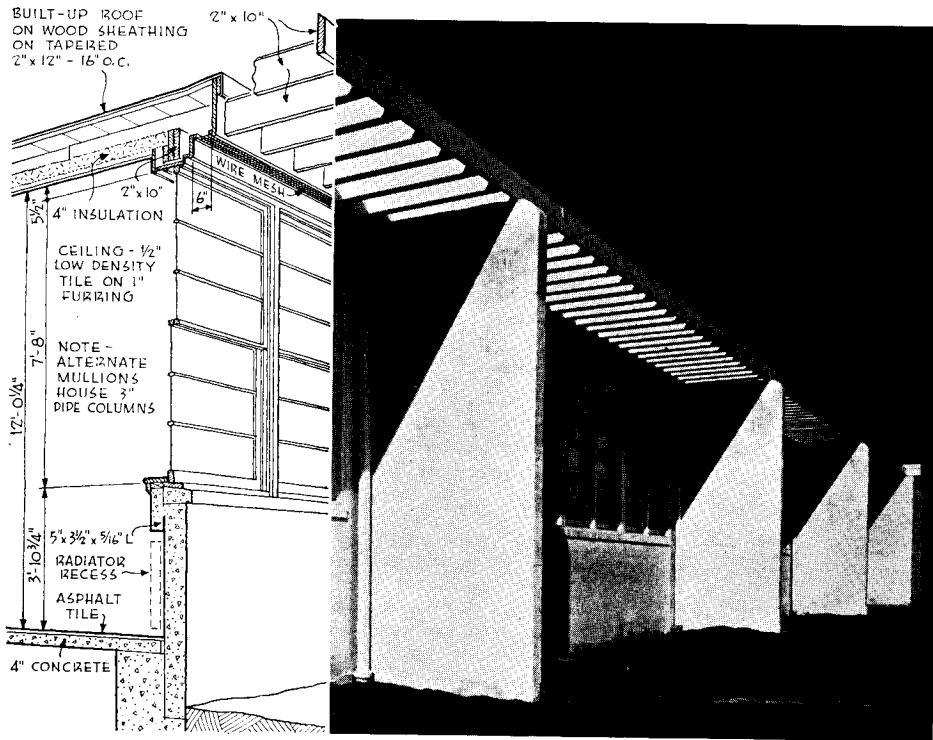 BUILT-UP ROOF
ON WOOD SHEATHING
ON TAPERED
2" x 12" - 16" O.C.
2" x 10"
WIRE MESH
2" x 10"
6"
4" INSULATION
5½"
CEILING - ½"
LOW DENSITY
TILE ON 1"
FURRING
7'-8"
NOTE -
ALTERNATE
MULLIONS
HOUSE 3"
PIPE COLUMNS
12'-0¼"
3'-10¾"
5" x 3½" x 5/16" L
RADIATOR
RECESS
ASPHALT
TILE
4" CONCRETE